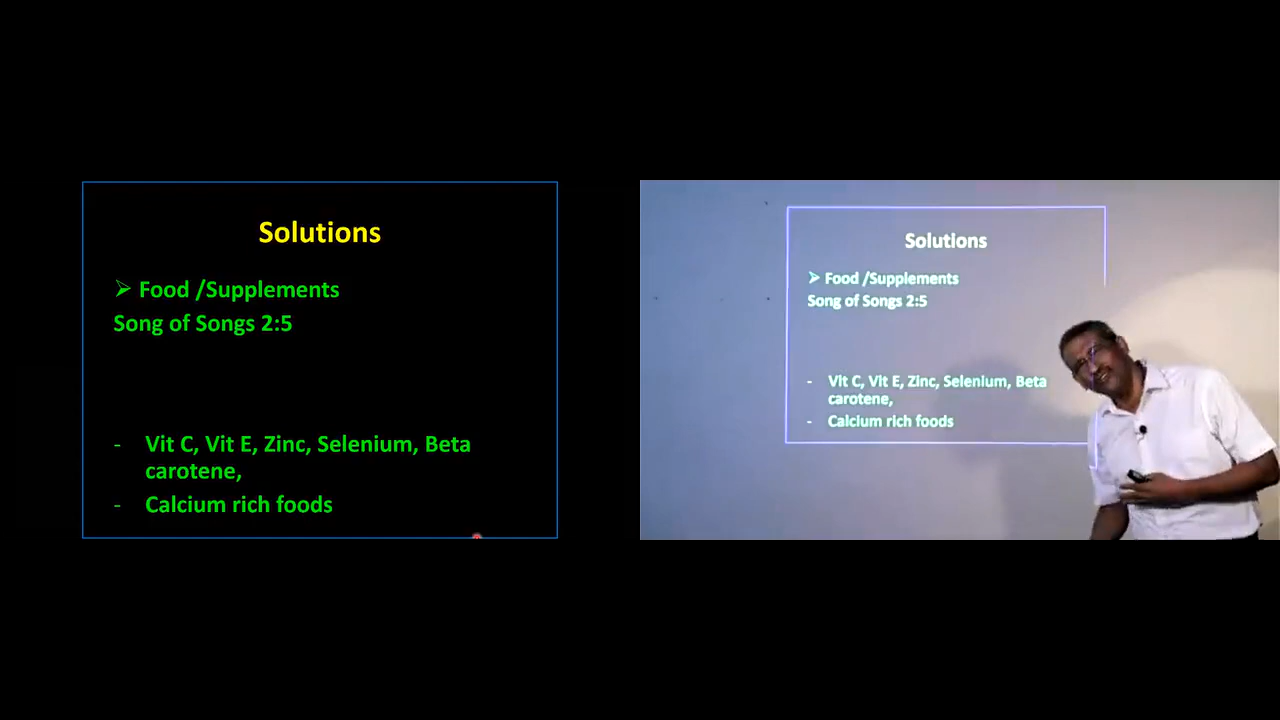 Solutions
➢ Food /Supplements
Song of Songs 2:5
- Vit C, Vit E, Zinc, Selenium, Beta
carotene,
- Calcium rich foods
Solutions
➢ Food /Supplements
Song of Songs 2:5
- Vit C, Vit E, Zinc, Selenium, Beta
carotene,
- Calcium rich foods